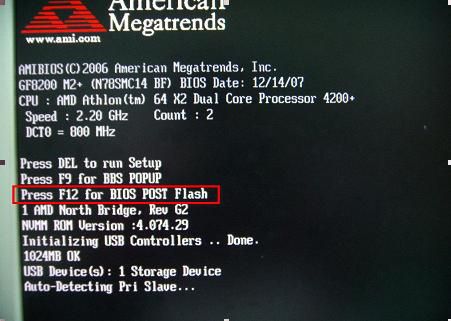 American
Megatrends
www.ami.com
AMIBIOS(C)2006 American Megatrends, Inc.
GF8200 M2+ (N78SMC14 BF) BIOS Date: 12/14/07
CPU : AMD Athlon(tm) 64 X2 Dual Core Processor 4200+
Speed : 2.20 GHz Count : 2
DCT0 = 800 MHz
Press DEL to run Setup
Press F9 for BBS POPUP
Press F12 for BIOS POST Flash
1 AMD North Bridge, Rev G2
NVMM ROM Version :4.074.29
Initializing USB Controllers .. Done.
1024MB OK
USB Device(s): 1 Storage Device
Auto-Detecting Pri Slave...